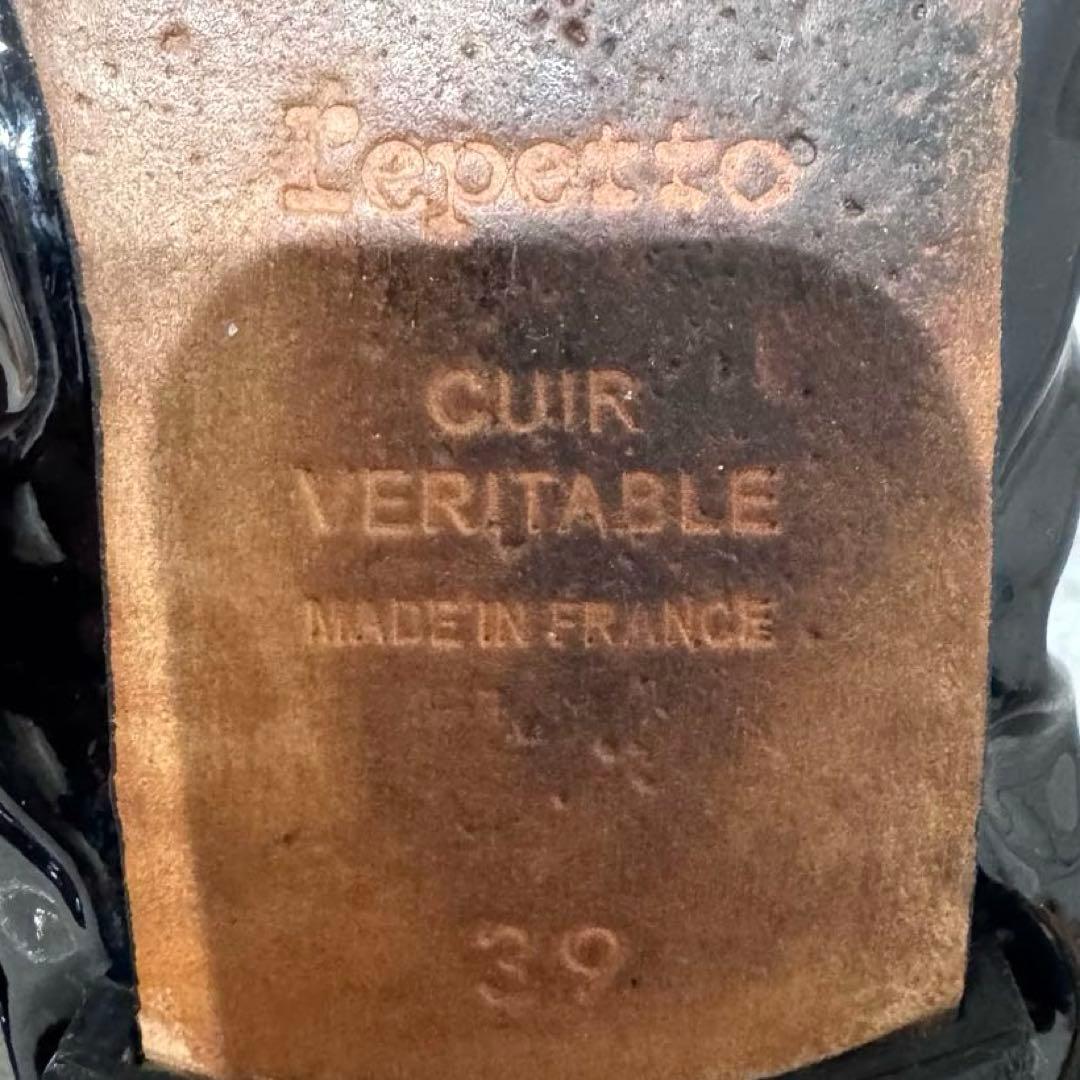 repetto
CUIR
VERITABLE
MADE IN FRANCE
39